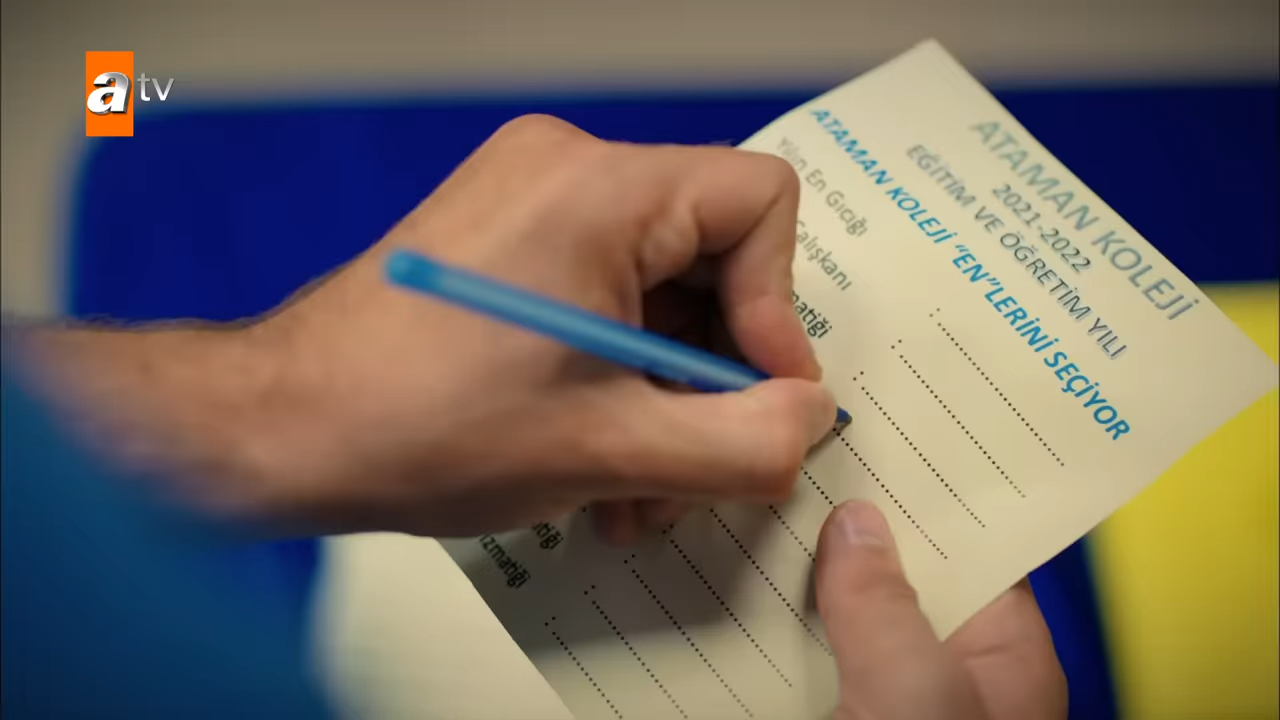 atv
ATAMAN KOLEJİ
2021-2022
EĞİTİM VE ÖĞRETİM YILI
ATAMAN KOLEJİ “EN”LERİNİ SEÇİYOR
Yılın En Gıcığı
Çalışkanı